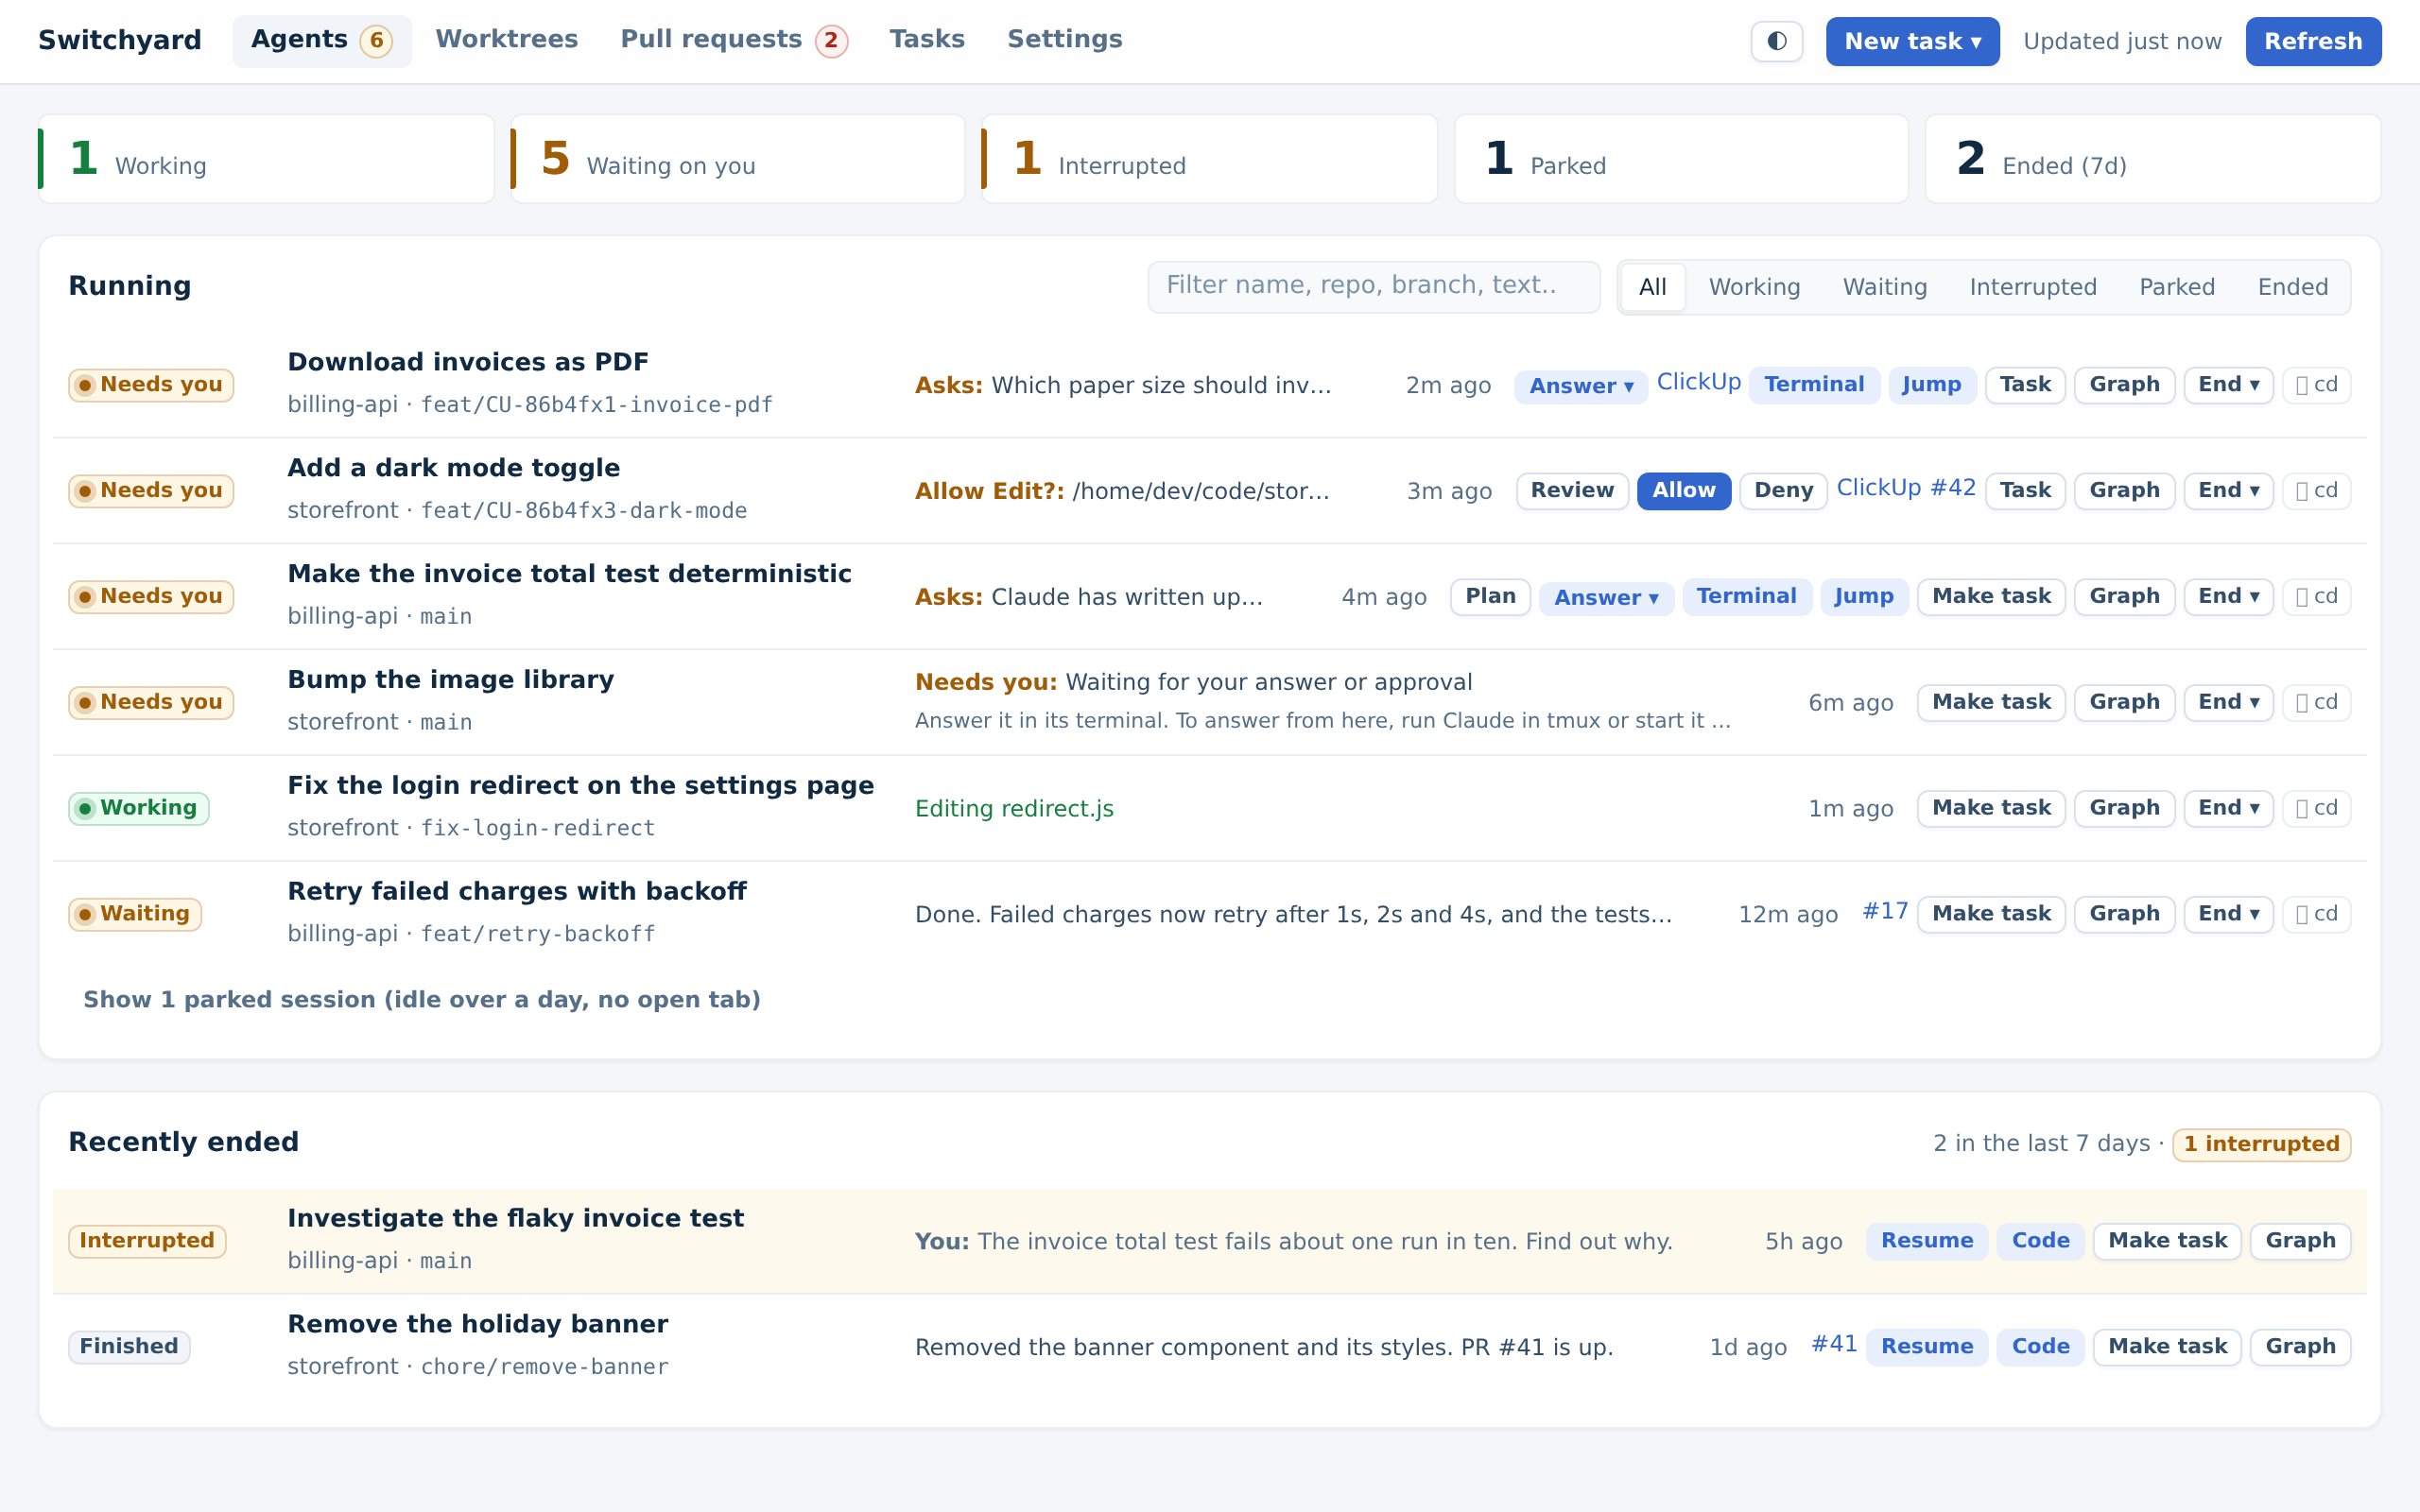 Switchyard Agents 6 Worktrees Pull requests 2 Tasks Settings New task ▾ Updated just now Refresh
1 Working 5 Waiting on you 1 Interrupted 1 Parked 2 Ended (7d)
Running Filter name, repo, branch, text.. All Working Waiting Interrupted Parked Ended
Download invoices as PDF
Needs you Asks: Which paper size should inv… 2m ago Answer ▾ ClickUp Terminal Jump Task Graph End ▾ cd
billing-api · feat/CU-86b4fx1-invoice-pdf
Add a dark mode toggle
Needs you Allow Edit?: /home/dev/code/stor… 3m ago Review Allow Deny ClickUp #42 Task Graph End ▾ cd
storefront · feat/CU-86b4fx3-dark-mode
Make the invoice total test deterministic
Needs you Asks: Claude has written up… 4m ago Plan Answer ▾ Terminal Jump Make task Graph End ▾ cd
billing-api · main
Bump the image library Needs you: Waiting for your answer or approval
Needs you 6m ago Make task Graph End ▾ cd
storefront · main Answer it in its terminal. To answer from here, run Claude in tmux or start it …
Fix the login redirect on the settings page
Working Editing redirect.js 1m ago Make task Graph End ▾ cd
storefront · fix-login-redirect
Retry failed charges with backoff
Waiting Done. Failed charges now retry after 1s, 2s and 4s, and the tests… 12m ago #17 Make task Graph End ▾ cd
billing-api · feat/retry-backoff
Show 1 parked session (idle over a day, no open tab)
Recently ended 2 in the last 7 days · 1 interrupted
Investigate the flaky invoice test
Interrupted You: The invoice total test fails about one run in ten. Find out why. 5h ago Resume Code Make task Graph
billing-api · main
Remove the holiday banner
Finished Removed the banner component and its styles. PR #41 is up. 1d ago #41 Resume Code Make task Graph
storefront · chore/remove-banner